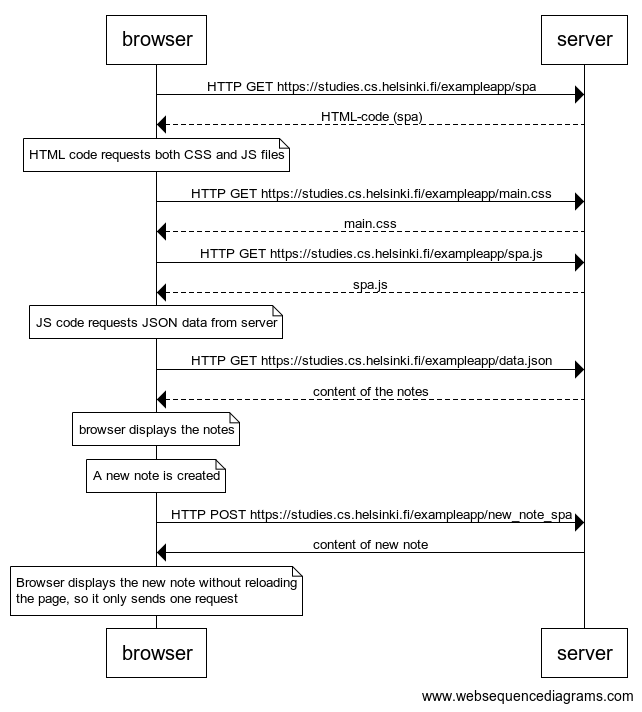 browser server
HTTP GET https://studies.cs.helsinki.fi/exampleapp/spa
HTML-code (spa)
HTML code requests both CSS and JS files
HTTP GET https://studies.cs.helsinki.fi/exampleapp/main.css
main.css
HTTP GET https://studies.cs.helsinki.fi/exampleapp/spa.js
spa.js
JS code requests JSON data from server
HTTP GET https://studies.cs.helsinki.fi/exampleapp/data.json
content of the notes
browser displays the notes
A new note is created
HTTP POST https://studies.cs.helsinki.fi/exampleapp/new_note_spa
content of new note
Browser displays the new note without reloading
the page, so it only sends one request
browser server
www.websequencediagrams.com